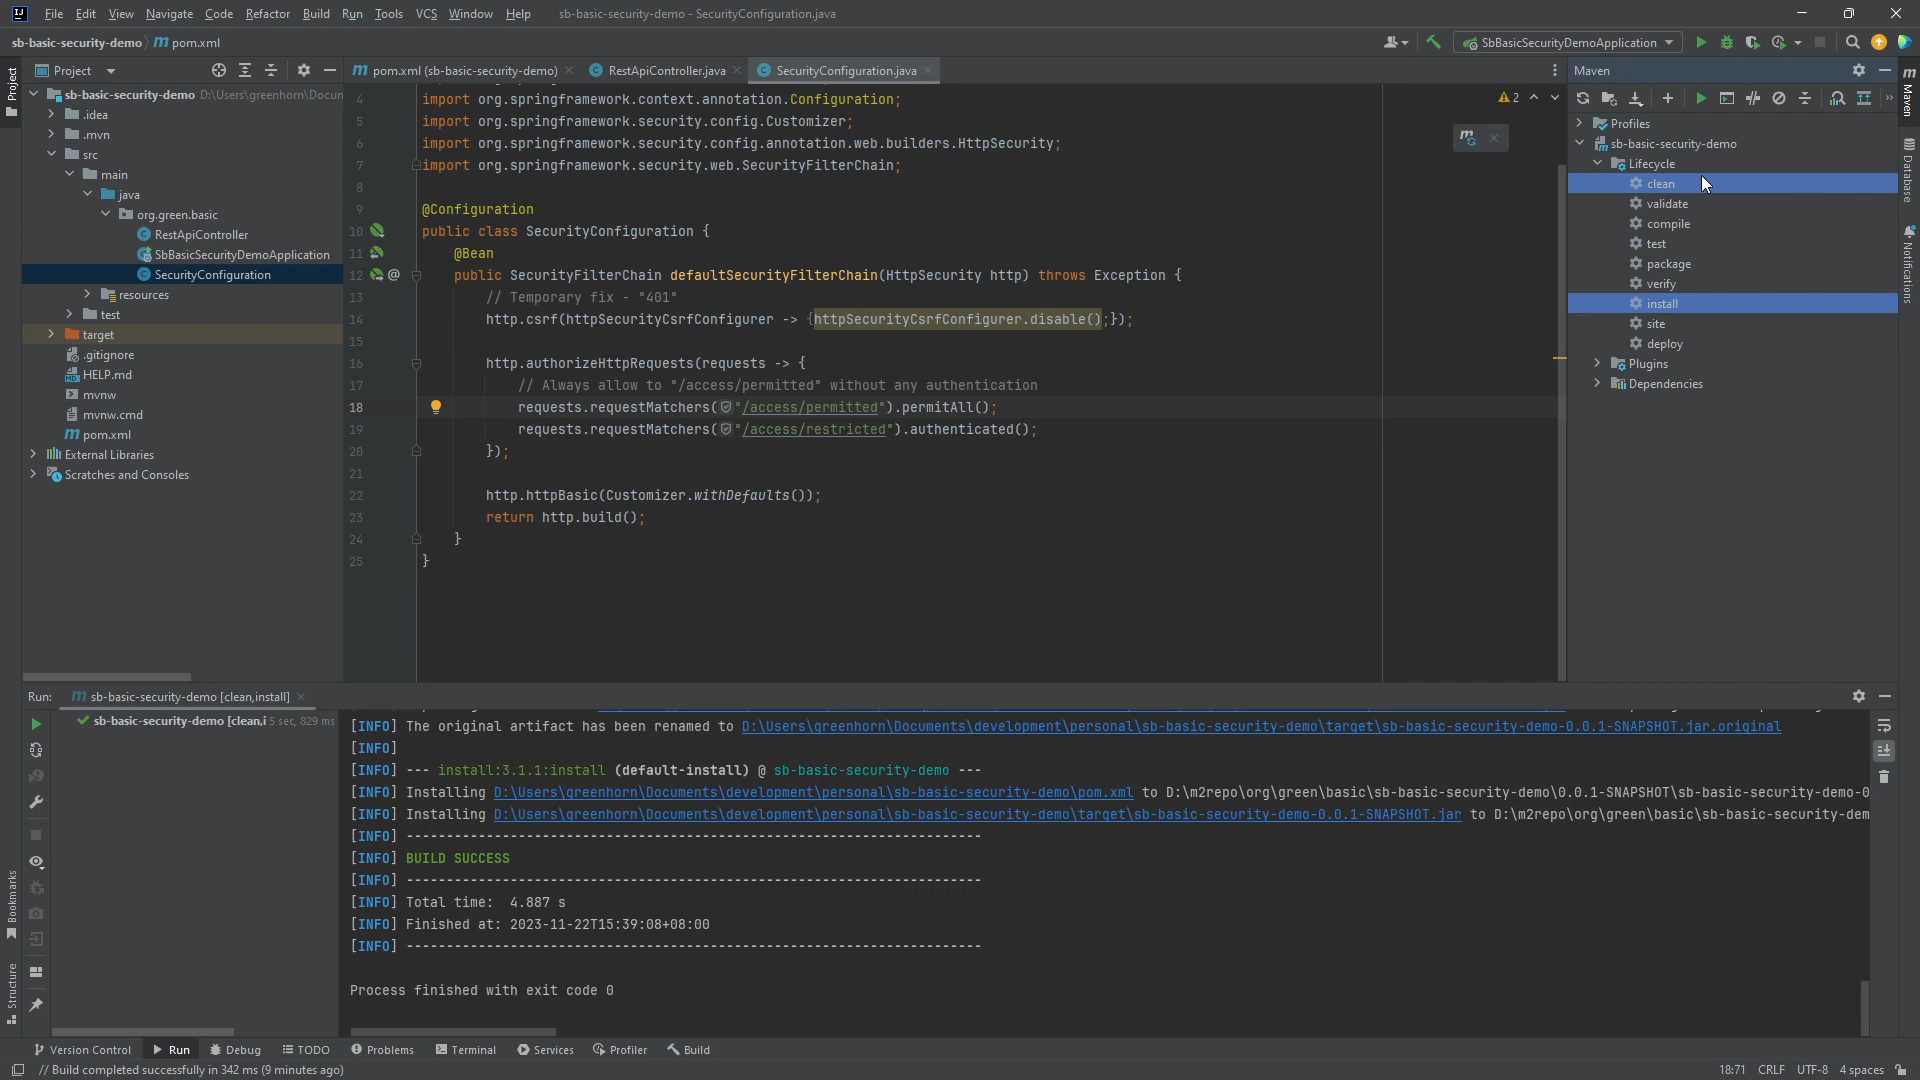 File Edit View Navigate Code Refactor Build Run Tools VCS Window Help sb-basic-security-demo - SecurityConfiguration.java
sb-basic-security-demo m pom.xml SbBasicSecurityDemoApplication
Project
pom.xml (sb-basic-security-demo) RestApiController.java SecurityConfiguration.java
Maven
sb-basic-security-demo D:\Users\greenhorn\Docun
.idea
.mvn
src
main
java
org.green.basic
RestApiController
SbBasicSecurityDemoApplication
SecurityConfiguration
resources
test
target
.gitignore
HELP.md
mvnw
mvnw.cmd
pom.xml
External Libraries
Scratches and Consoles
4 import org.springframework.context.annotation.Configuration;
5 import org.springframework.security.config.Customizer;
6 import org.springframework.security.config.annotation.web.builders.HttpSecurity;
7 import org.springframework.security.web.SecurityFilterChain;
8
9 @Configuration
10 public class SecurityConfiguration {
11 @Bean
12 @ public SecurityFilterChain defaultSecurityFilterChain(HttpSecurity http) throws Exception {
13 // Temporary fix - "401"
14 http.csrf(httpSecurityCsrfConfigurer -> {httpSecurityCsrfConfigurer.disable();});
15
16 http.authorizeHttpRequests(requests -> {
17 // Always allow to "/access/permitted" without any authentication
18 requests.requestMatchers("/access/permitted").permitAll();
19 requests.requestMatchers("/access/restricted").authenticated();
20 });
21
22 http.httpBasic(Customizer.withDefaults());
23 return http.build();
24 }
25 }
2
Profiles
sb-basic-security-demo
Lifecycle
clean
validate
compile
test
package
verify
install
site
deploy
Plugins
Dependencies
Project
Bookmarks
Structure
Maven
Database
Notifications
Run: sb-basic-security-demo [clean,install]
sb-basic-security-demo [clean,i 5 sec, 829 ms
[INFO] The original artifact has been renamed to D:\Users\greenhorn\Documents\development\personal\sb-basic-security-demo\target\sb-basic-security-demo-0.0.1-SNAPSHOT.jar.original
[INFO]
[INFO] --- install:3.1.1:install (default-install) @ sb-basic-security-demo ---
[INFO] Installing D:\Users\greenhorn\Documents\development\personal\sb-basic-security-demo\pom.xml to D:\m2repo\org\green\basic\sb-basic-security-demo\0.0.1-SNAPSHOT\sb-basic-security-demo-0
[INFO] Installing D:\Users\greenhorn\Documents\development\personal\sb-basic-security-demo\target\sb-basic-security-demo-0.0.1-SNAPSHOT.jar to D:\m2repo\org\green\basic\sb-basic-security-dem
[INFO] ------------------------------------------------------------------------
[INFO] BUILD SUCCESS
[INFO] ------------------------------------------------------------------------
[INFO] Total time:  4.887 s
[INFO] Finished at: 2023-11-22T15:39:08+08:00
[INFO] ------------------------------------------------------------------------
Process finished with exit code 0
Version Control Run Debug TODO Problems Terminal Services Profiler Build
// Build completed successfully in 342 ms (9 minutes ago) 18:71 CRLF UTF-8 4 spaces